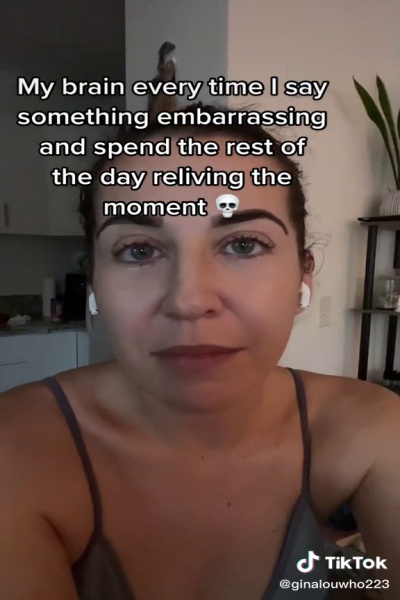 My brain every time I say
something embarrassing
and spend the rest of
the day reliving the
moment 💀
TikTok
@ginalouwho223